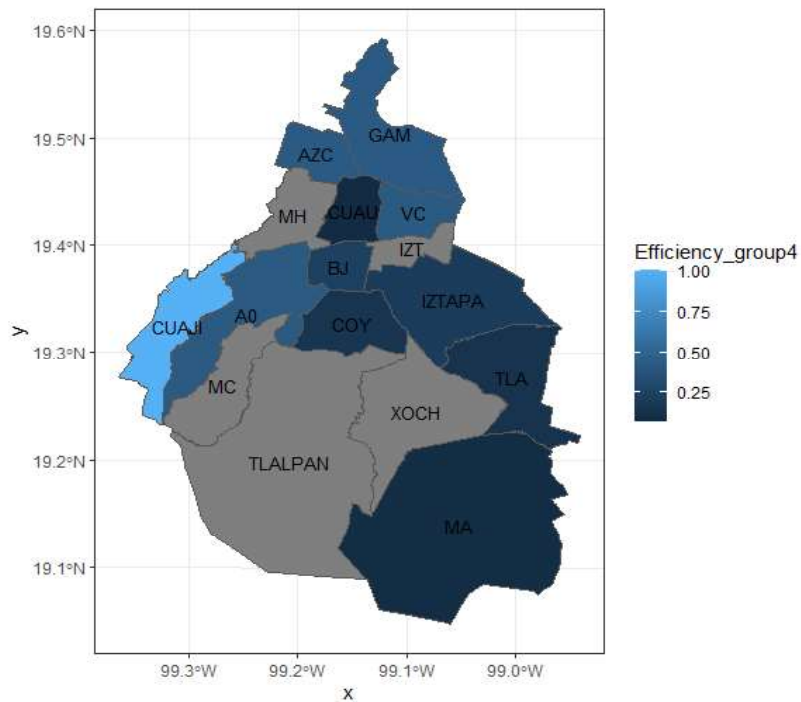 19.6°N
19.5°N
19.4°N
19.3°N
19.2°N
19.1°N
y
GAM
AZC
MH
CUAU
VC
IZT
BJ
IZTAPA
CUAJI
A0
COY
MC
TLA
XOCH
TLALPAN
MA
99.3°W
99.2°W
99.1°W
99.0°W
x
Efficiency_group4
1.00
0.75
0.50
0.25